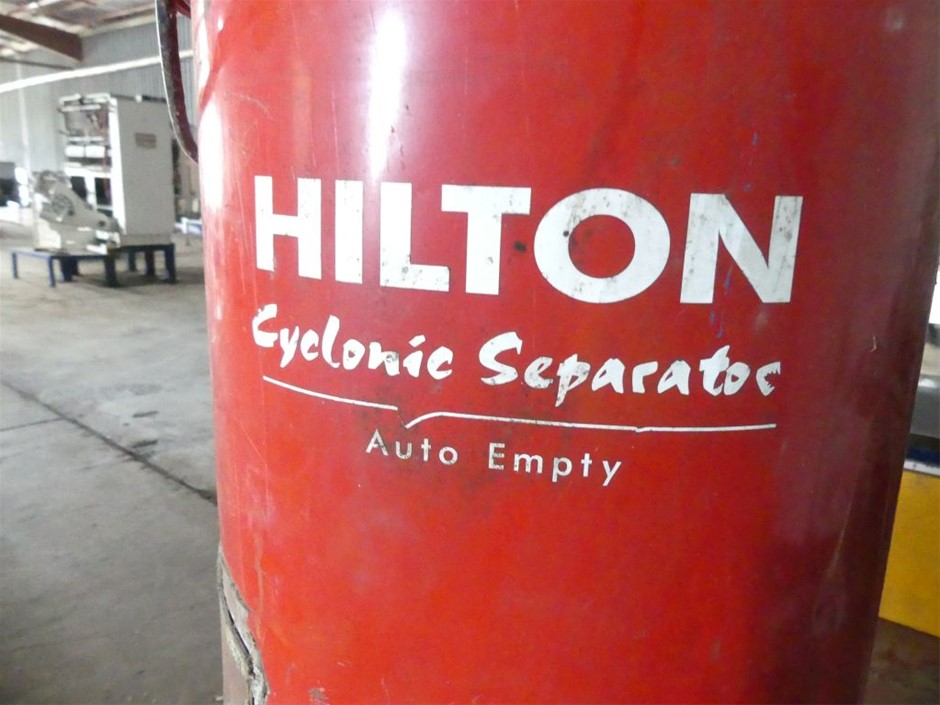 HILTON
Cyclonic Separator
Auto Empty